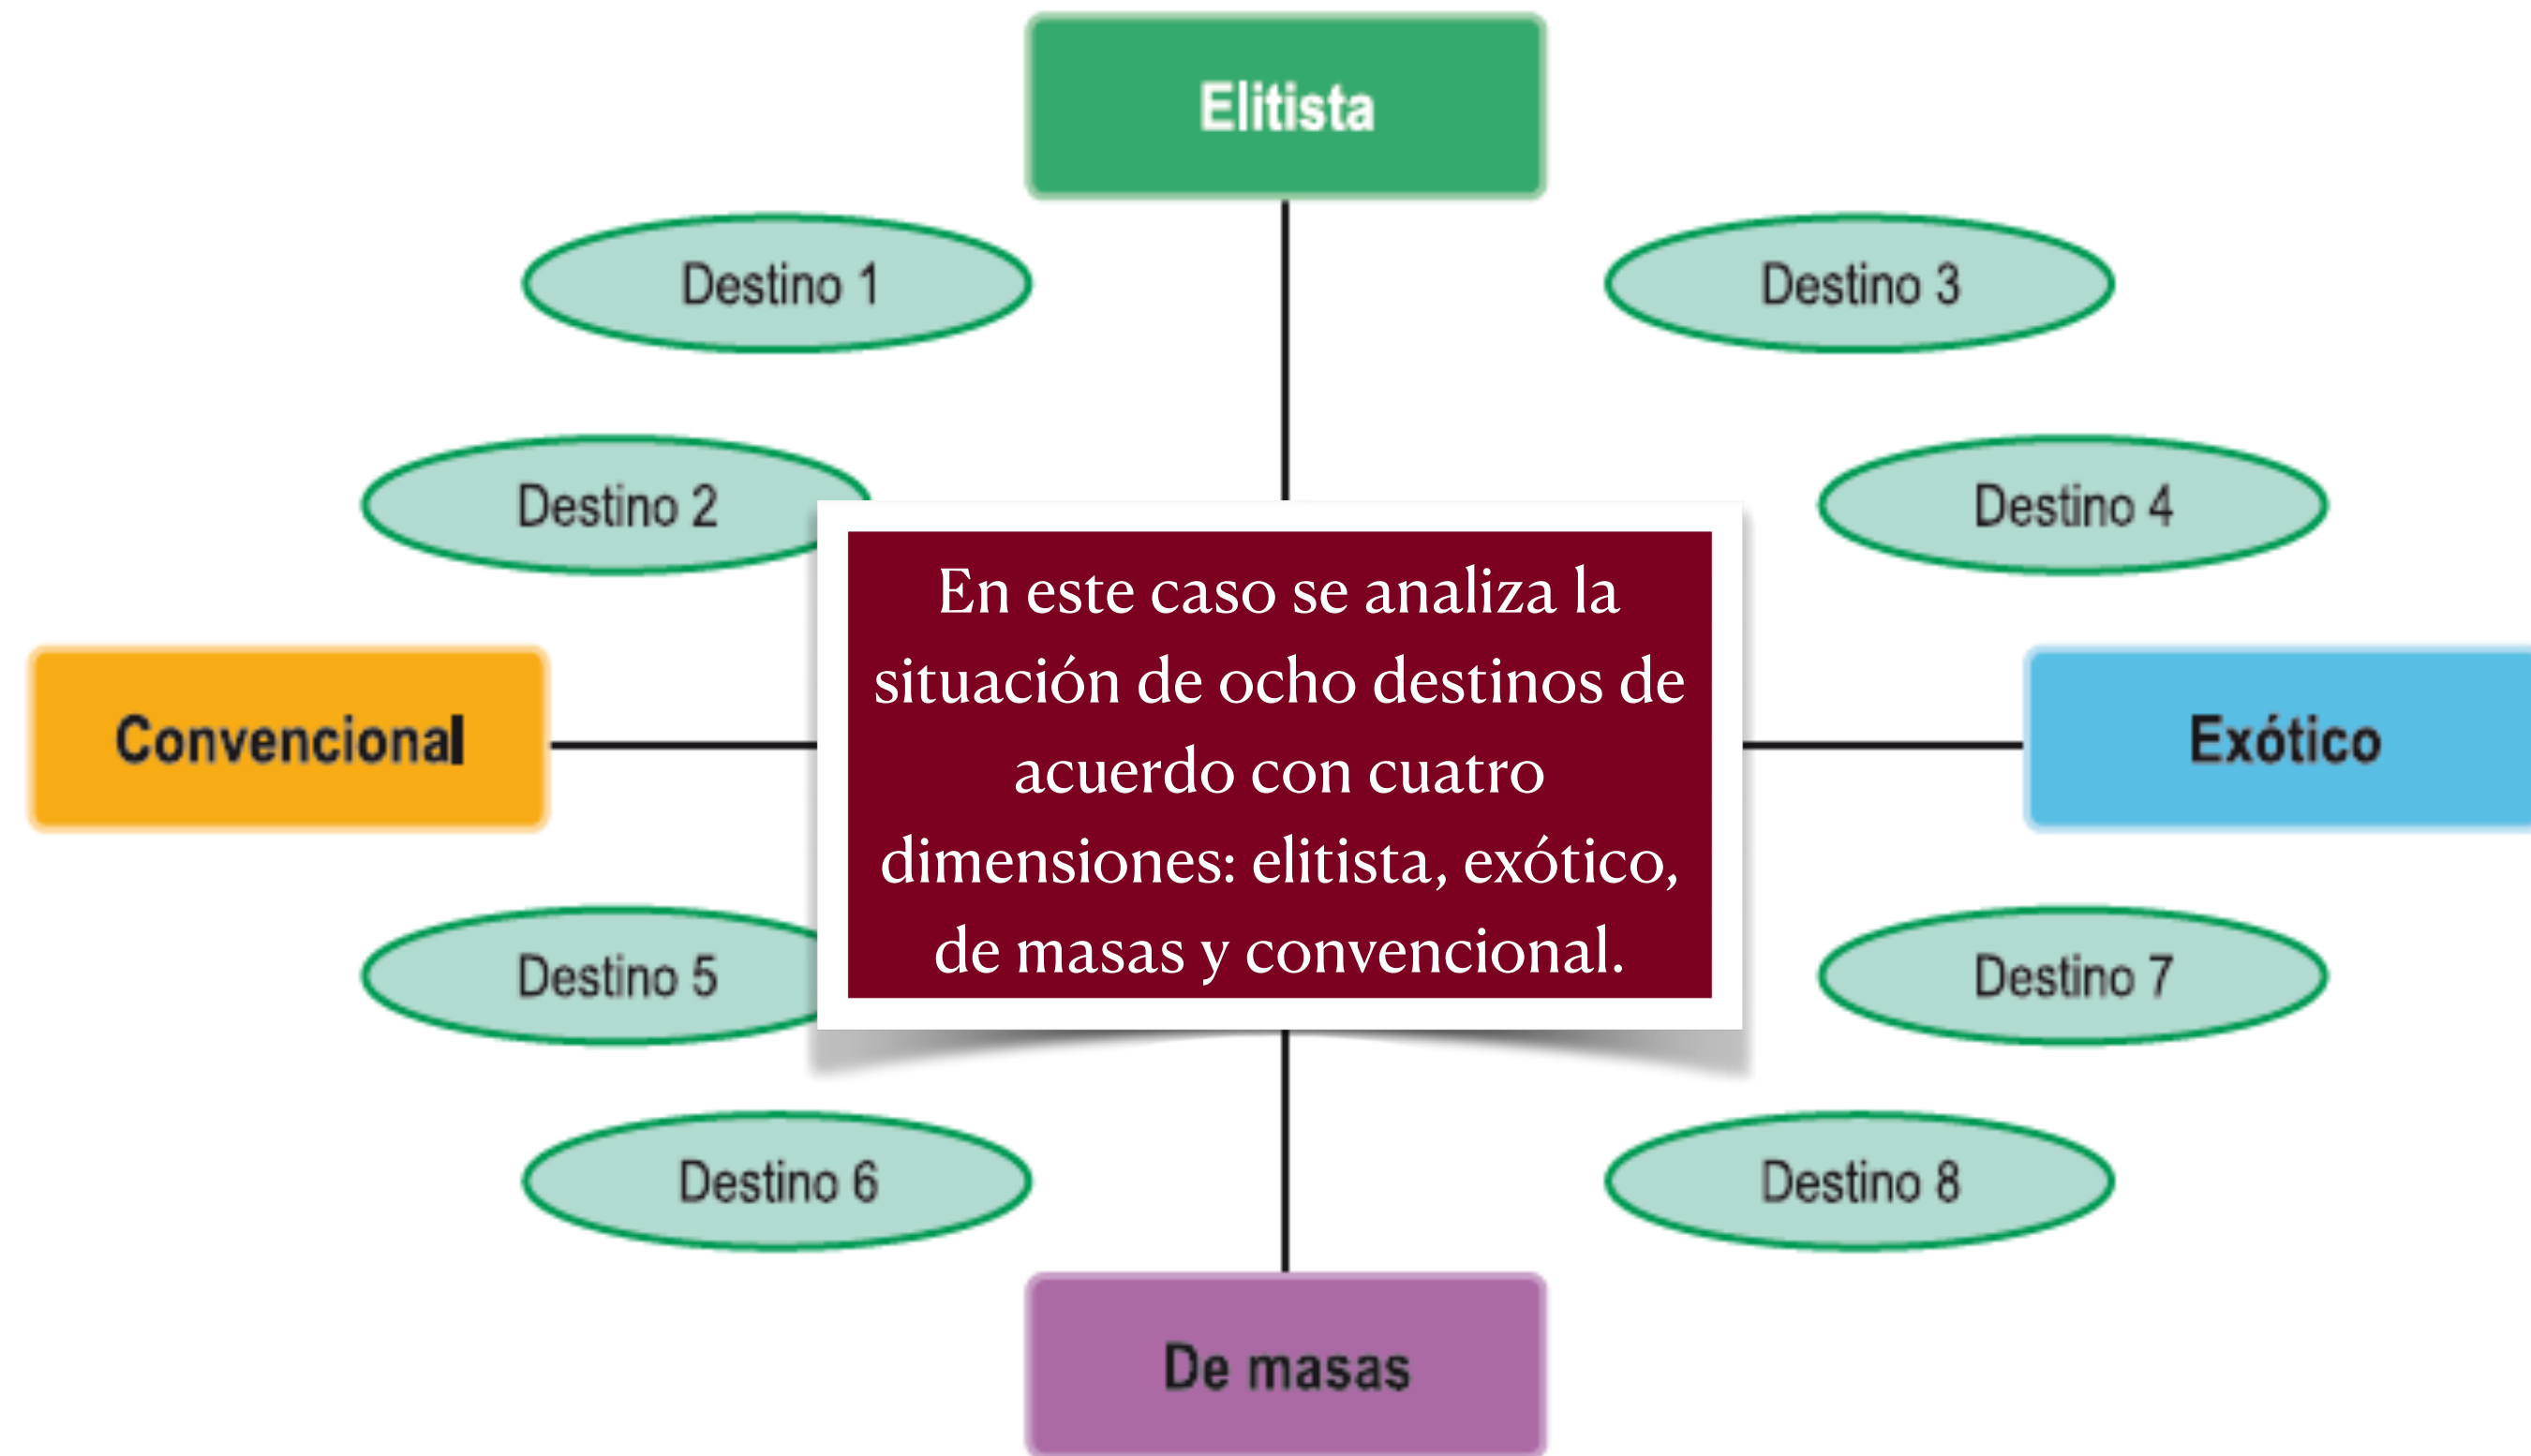 Elitista
Destino 1
Destino 3
Destino 2
Destino 4
En este caso se analiza la
situación de ocho destinos de
acuerdo con cuatro
dimensiones: elitista, exótico,
de masas y convencional.
Convencional
Exótico
Destino 5
Destino 7
Destino 6
Destino 8
De masas